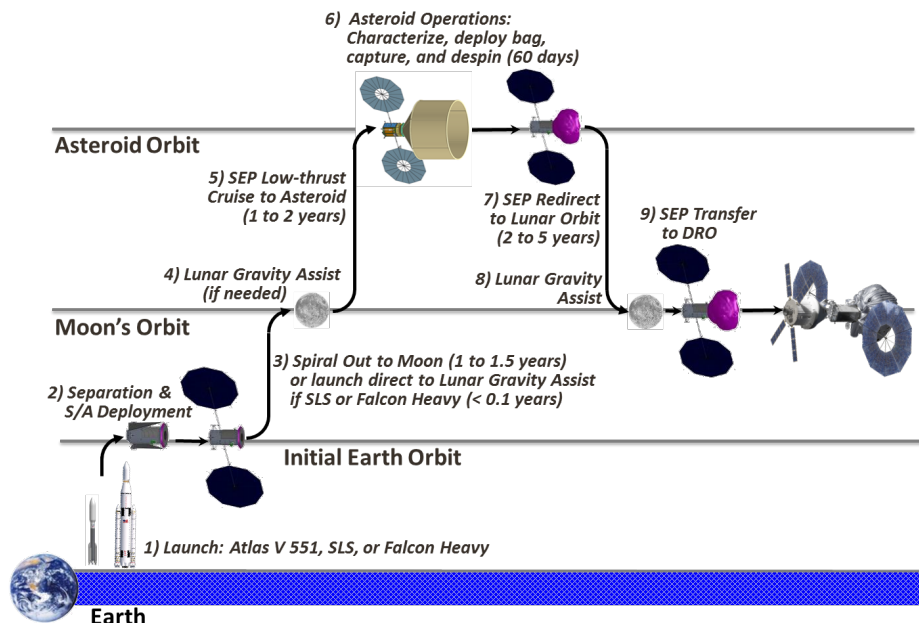 6) Asteroid Operations:
Characterize, deploy bag,
capture, and despin (60 days)
Asteroid Orbit
5) SEP Low-thrust
Cruise to Asteroid
(1 to 2 years)
7) SEP Redirect
to Lunar Orbit
(2 to 5 years)
9) SEP Transfer
to DRO
4) Lunar Gravity Assist
(if needed)
8) Lunar Gravity
Assist
Moon's Orbit
3) Spiral Out to Moon (1 to 1.5 years)
or launch direct to Lunar Gravity Assist
if SLS or Falcon Heavy (< 0.1 years)
2) Separation &
S/A Deployment
Initial Earth Orbit
1) Launch: Atlas V 551, SLS, or Falcon Heavy
Earth